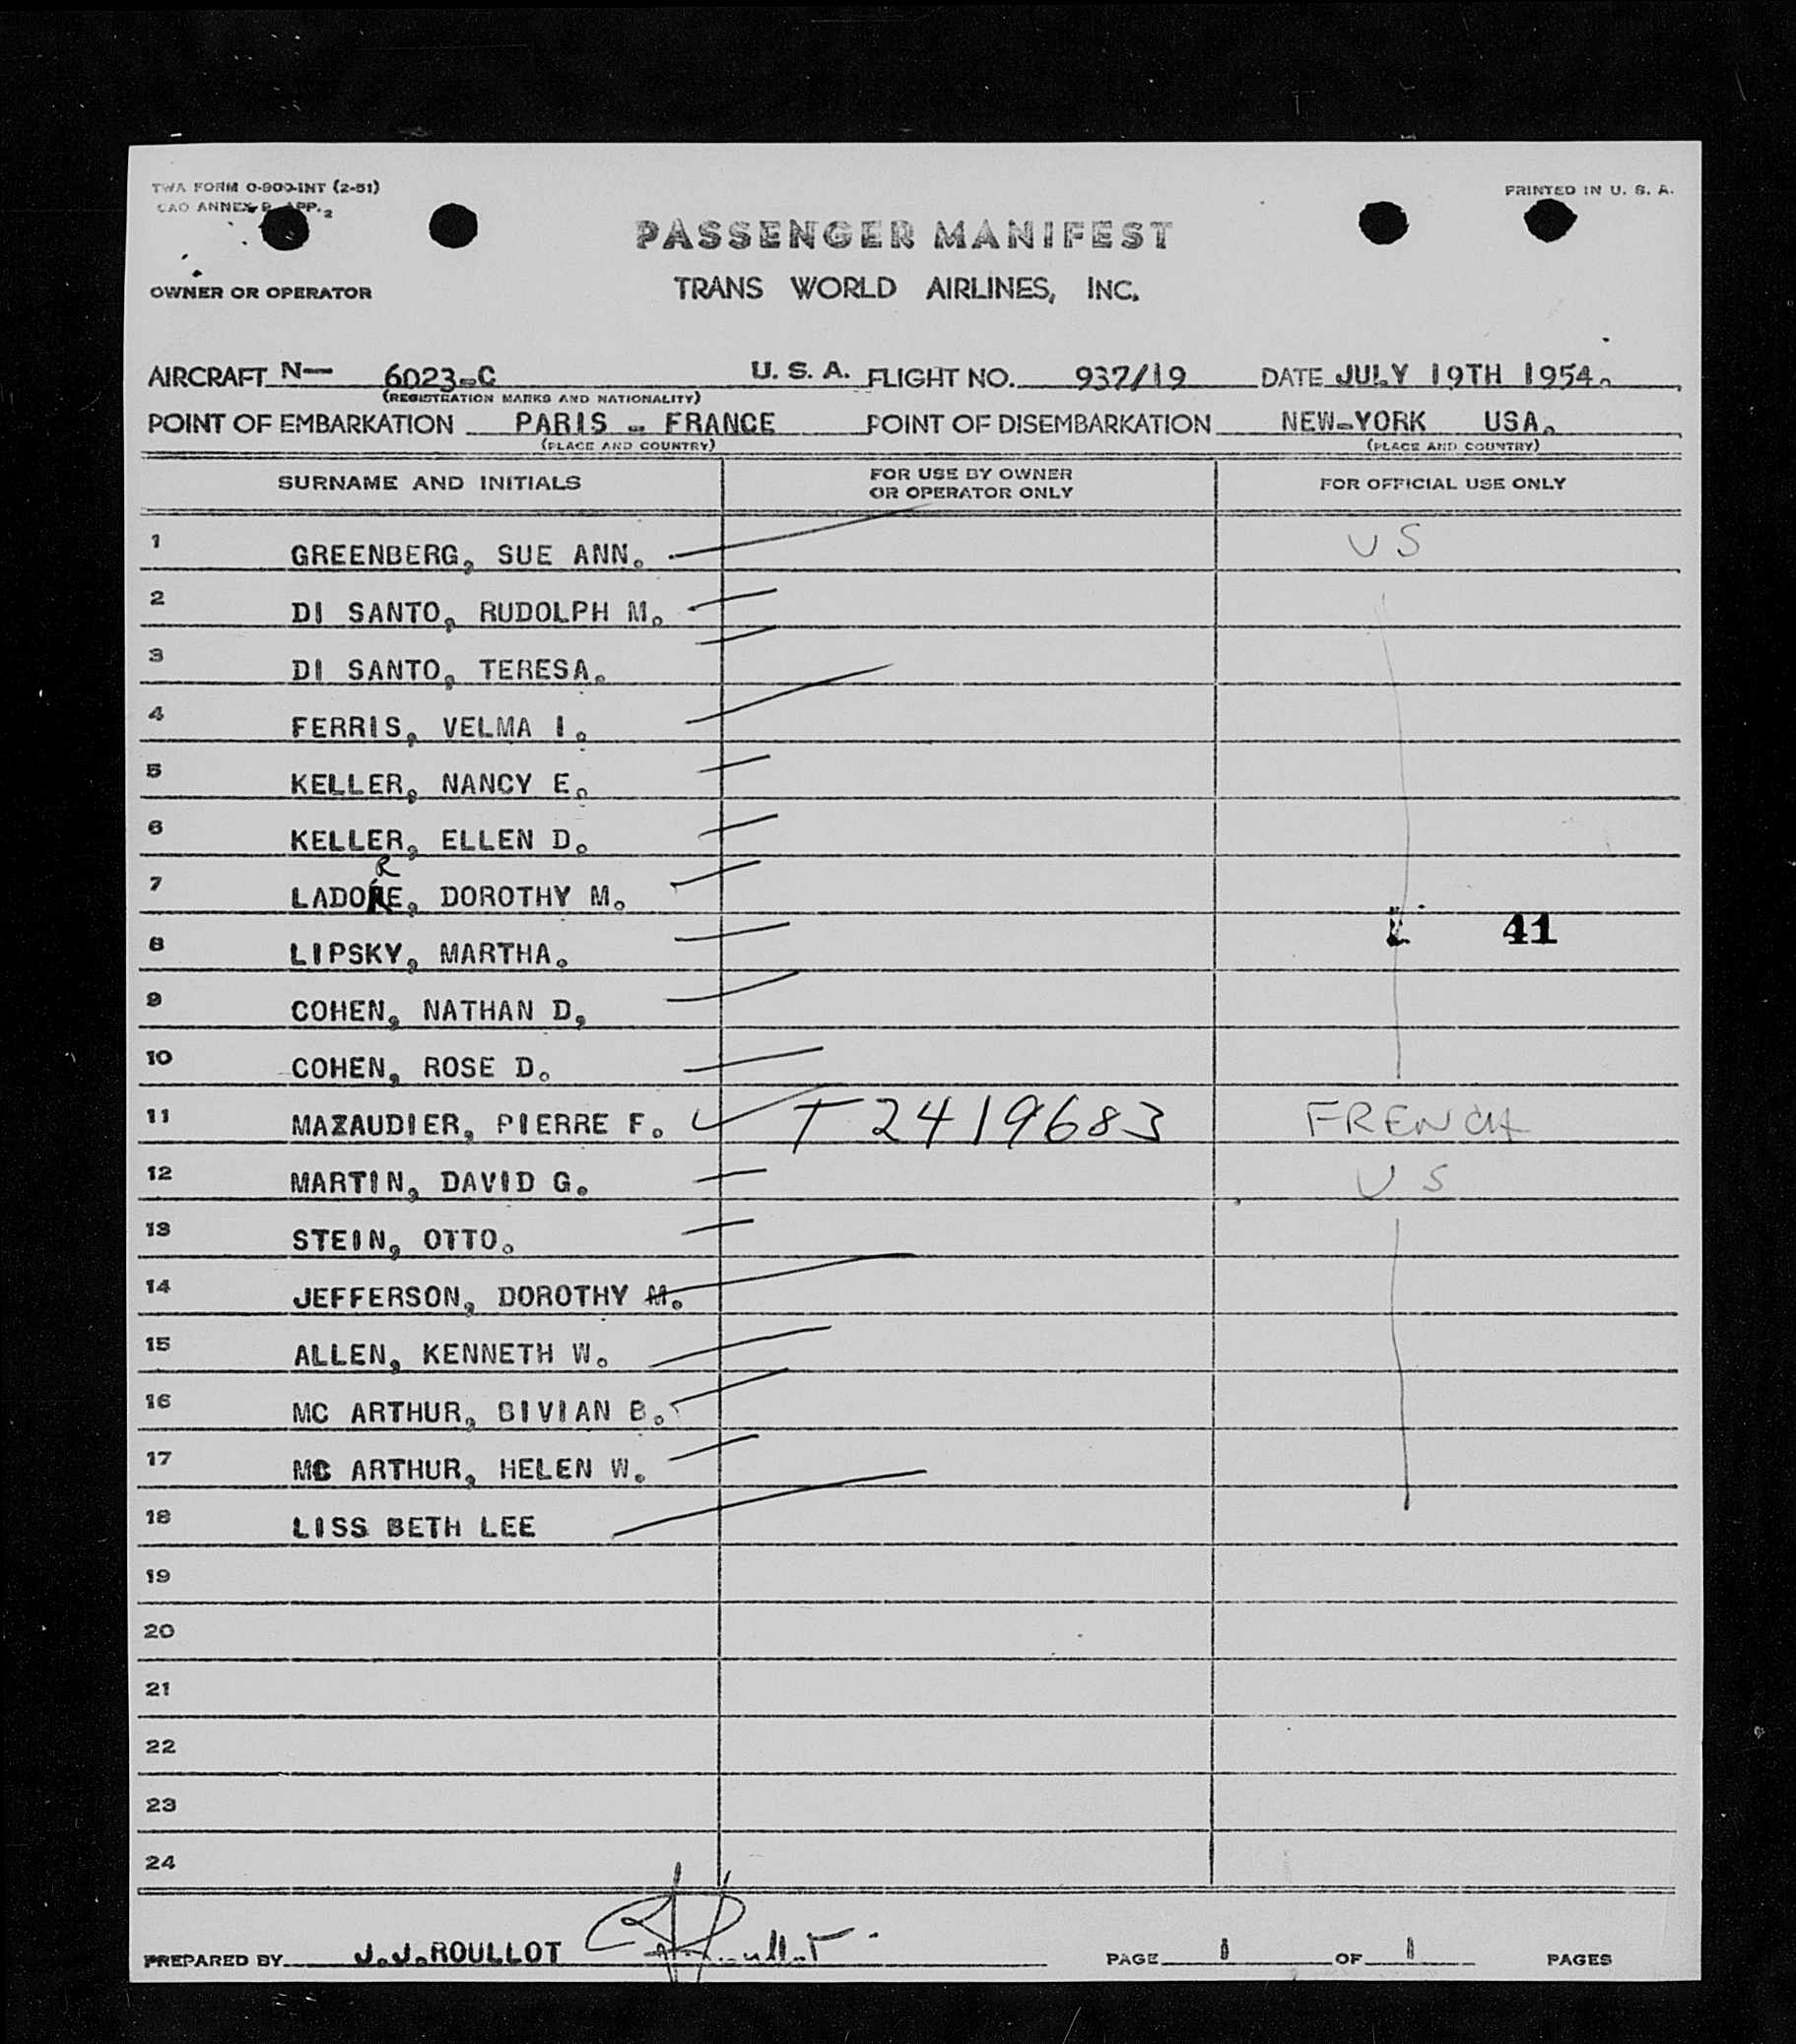 TWA FORM 0-900-INT (2-51)
PRINTED IN U. S. A.
CAO ANNEX 9, APP. 2
PASSENGER MANIFEST
OWNER OR OPERATOR
TRANS WORLD AIRLINES, INC.
AIRCRAFT N— 6023-C U. S. A. FLIGHT NO. 937/19 DATE JULY 19TH 1954.
(REGISTRATION MARKS AND NATIONALITY)
POINT OF EMBARKATION PARIS - FRANCE POINT OF DISEMBARKATION NEW-YORK USA.
(PLACE AND COUNTRY) (PLACE AND COUNTRY)
SURNAME AND INITIALS FOR USE BY OWNER OR OPERATOR ONLY FOR OFFICIAL USE ONLY
1 GREENBERG, SUE ANN. US
2 DI SANTO, RUDOLPH M.
3 DI SANTO, TERESA.
4 FERRIS, VELMA I.
5 KELLER, NANCY E.
6 KELLER, ELLEN D.
R
7 LADORE, DOROTHY M.
41
8 LIPSKY, MARTHA.
9 COHEN, NATHAN D,
10 COHEN, ROSE D.
11 MAZAUDIER, PIERRE F. T 2419683 FRENCH
12 MARTIN, DAVID G. US
13 STEIN, OTTO.
14 JEFFERSON, DOROTHY M.
15 ALLEN, KENNETH W.
16 MC ARTHUR, BIVIAN B.
17 MC ARTHUR, HELEN W.
18 LISS BETH LEE
19
20
21
22
23
24
PREPARED BY J.J.ROULLOT PAGE 1 OF 1 PAGES